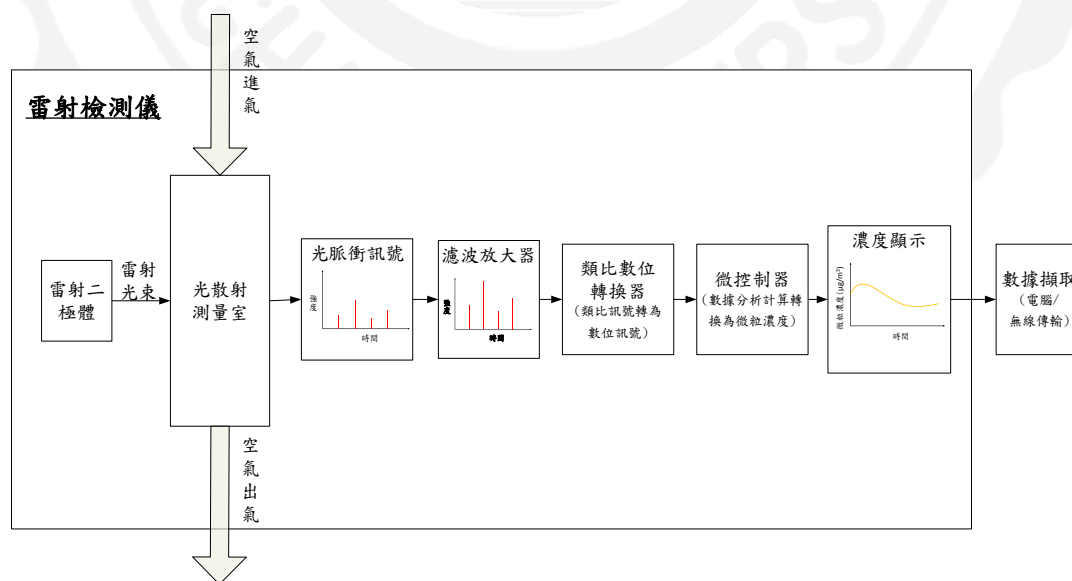 空
氣
進
氣
雷射檢測儀
雷射二
極體
雷射
光束
光散射
測量室
光脈衝訊號
強
度
時間
濾波放大器
強
度
時間
類比數位
轉換器
(類比訊號轉為
數位訊號)
微控制器
(數據分析計算轉
換為微粒濃度)
濃度顯示
微粒濃度(μg/m³)
時間
數據擷取
(電腦/
無線傳輸)
空
氣
出
氣